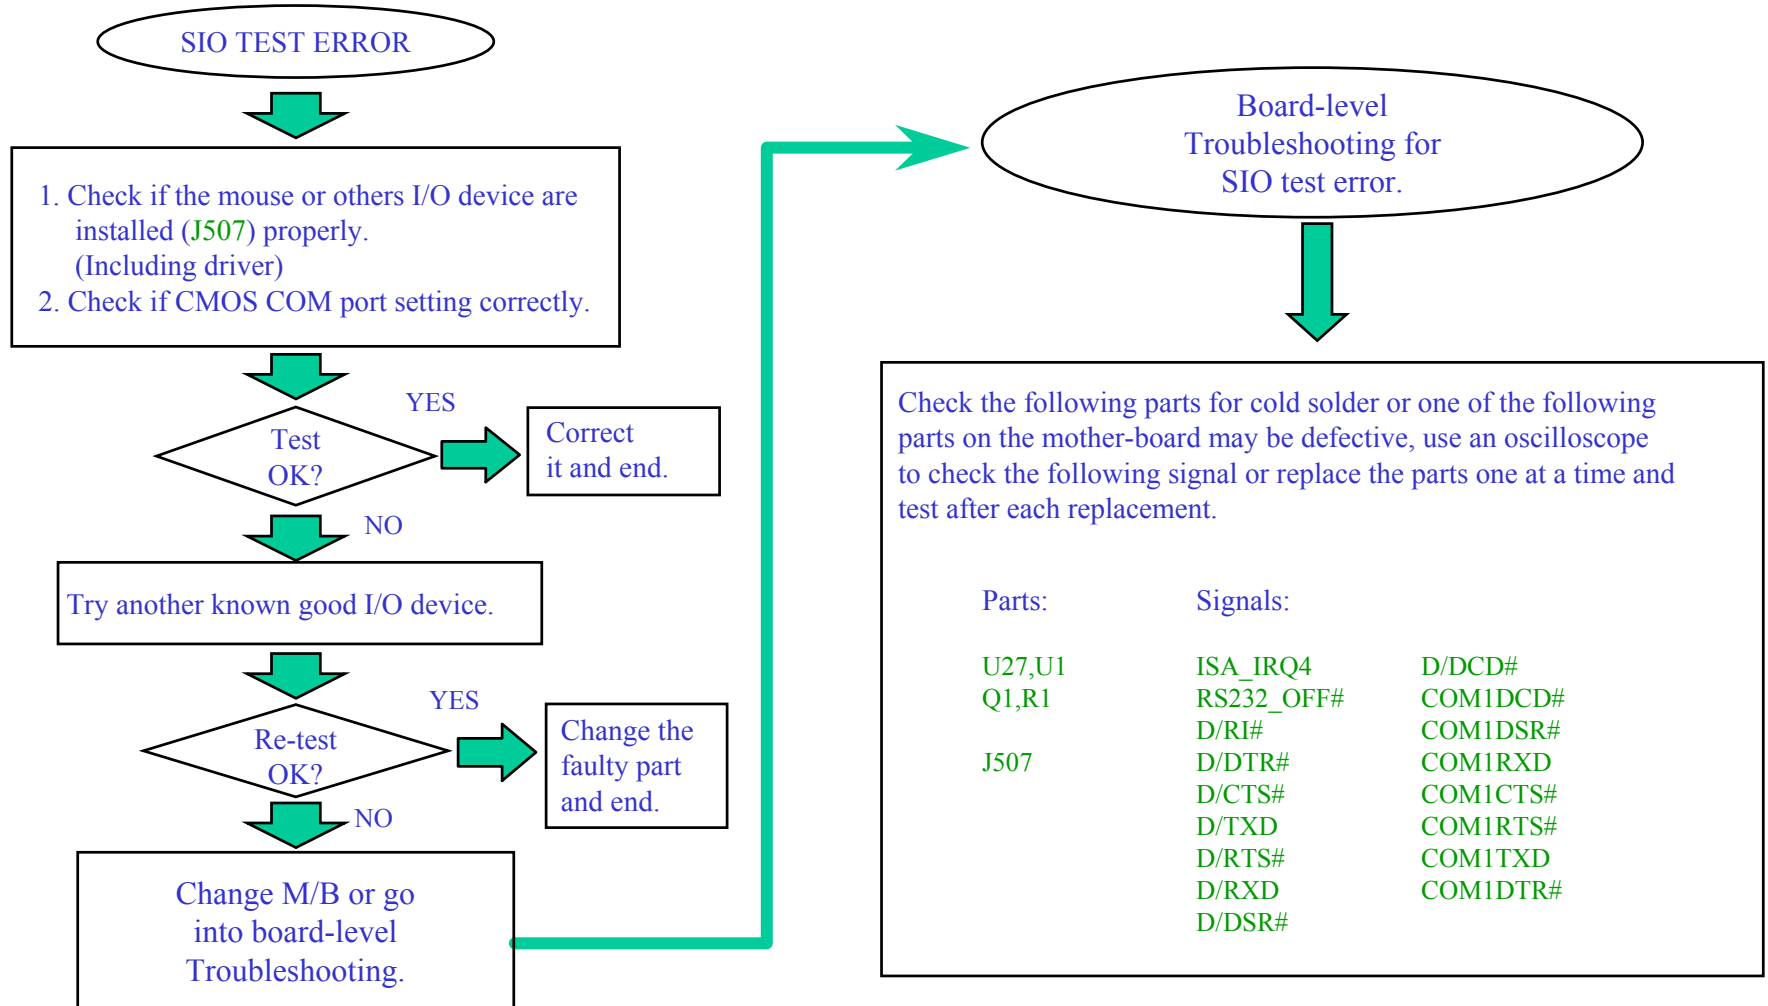 SIO TEST ERROR
1. Check if the mouse or others I/O device are
installed (J507) properly.
(Including driver)
2. Check if CMOS COM port setting correctly.
Test
OK?
YES
Correct
it and end.
NO
Try another known good I/O device.
Re-test
OK?
YES
Change the
faulty part
and end.
NO
Change M/B or go
into board-level
Troubleshooting.
Board-level
Troubleshooting for
SIO test error.
Check the following parts for cold solder or one of the following
parts on the mother-board may be defective, use an oscilloscope
to check the following signal or replace the parts one at a time and
test after each replacement.
Parts:
U27,U1
Q1,R1
J507
Signals:
ISA_IRQ4
RS232_OFF#
D/RI#
D/DTR#
D/CTS#
D/TXD
D/RTS#
D/RXD
D/DSR#
D/DCD#
COM1DCD#
COM1DSR#
COM1RXD
COM1CTS#
COM1RTS#
COM1TXD
COM1DTR#